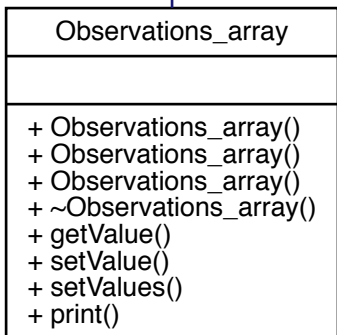 Observations_array
+ Observations_array()
+ Observations_array()
+ Observations_array()
+ ~Observations_array()
+ getValue()
+ setValue()
+ setValues()
+ print()